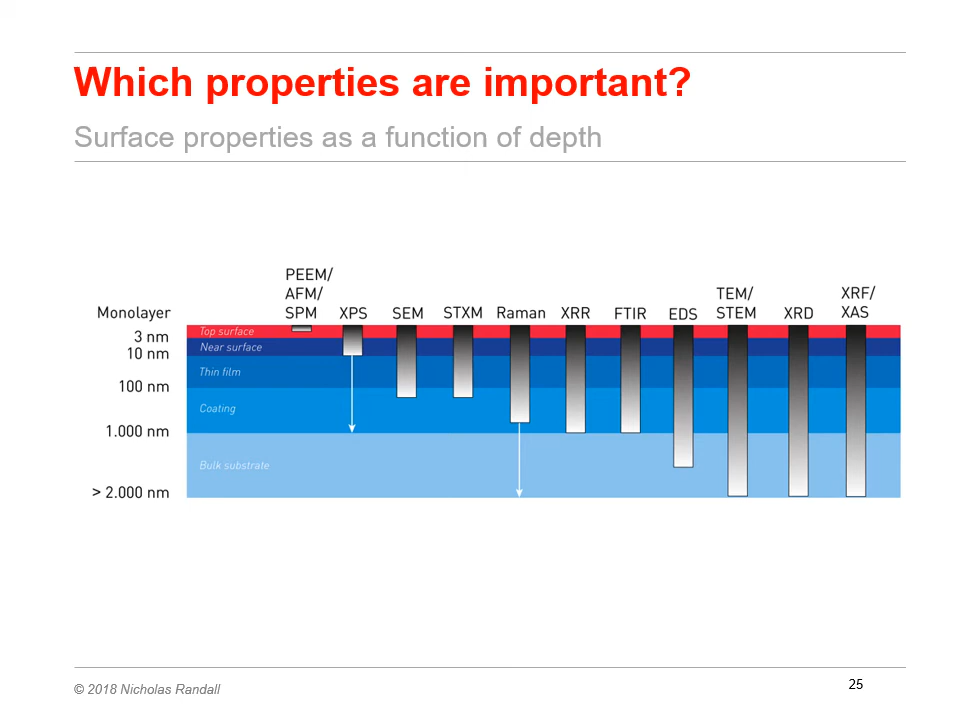 Which properties are important?
Surface properties as a function of depth
PEEM/
AFM/
SPM
XPS
SEM
STXM
Raman
XRR
FTIR
EDS
TEM/
STEM
XRD
XRF/
XAS
Monolayer
3 nm
10 nm
100 nm
1.000 nm
> 2.000 nm
Top surface
Near surface
Thin film
Coating
Bulk substrate
© 2018 Nicholas Randall
25